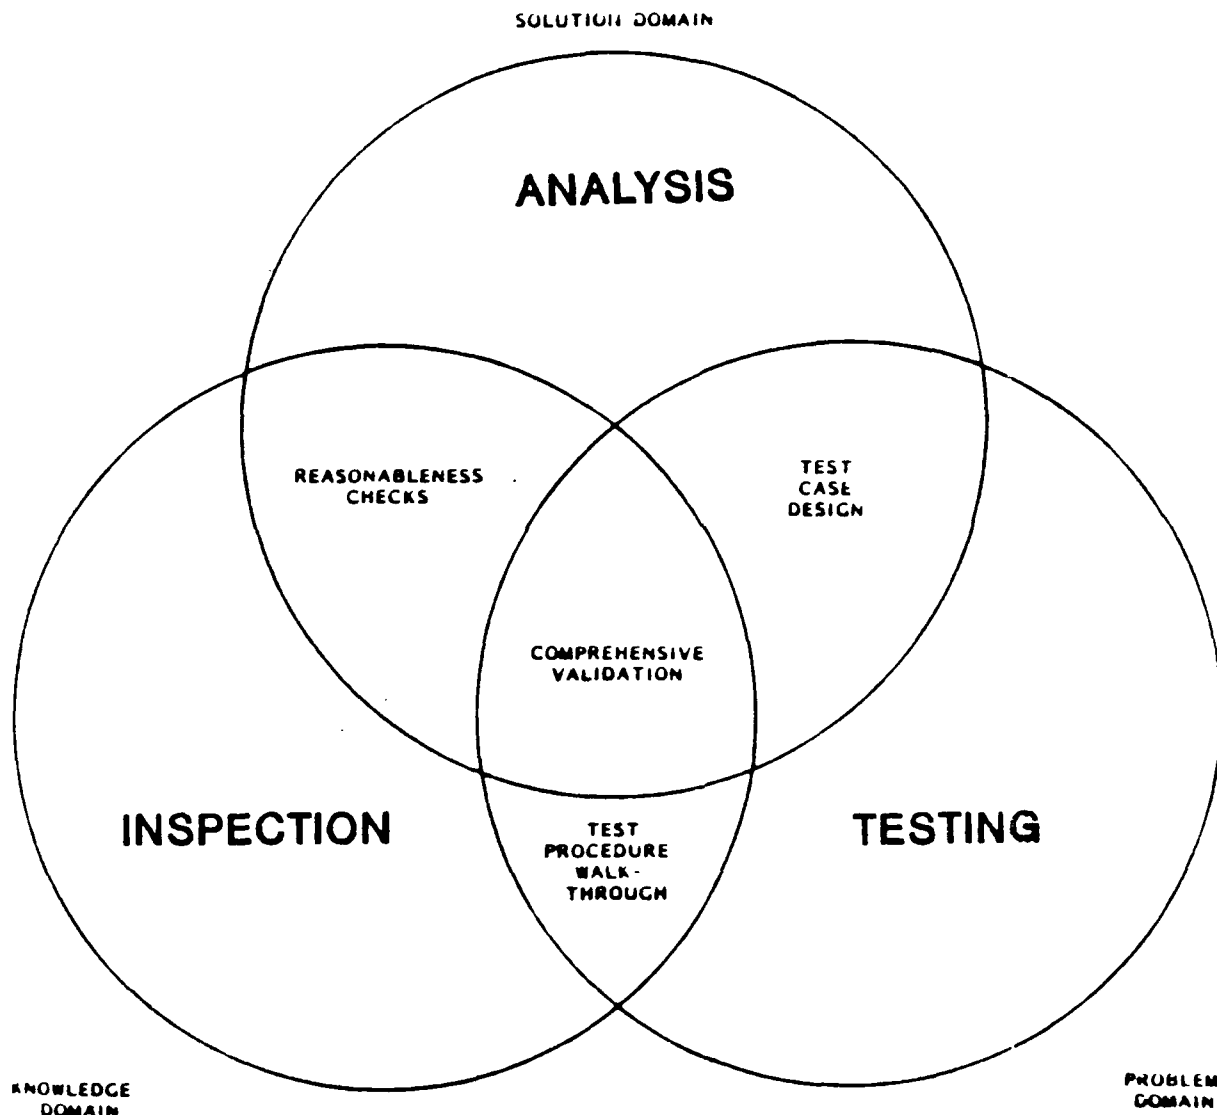 SOLUTION DOMAIN
ANALYSIS
REASONABLENESS
CHECKS
TEST
CASE
DESIGN
COMPREHENSIVE
VALIDATION
INSPECTION
TESTING
TEST
PROCEDURE
WALK-
THROUGH
KNOWLEDGE
DOMAIN
PROBLEM
DOMAIN